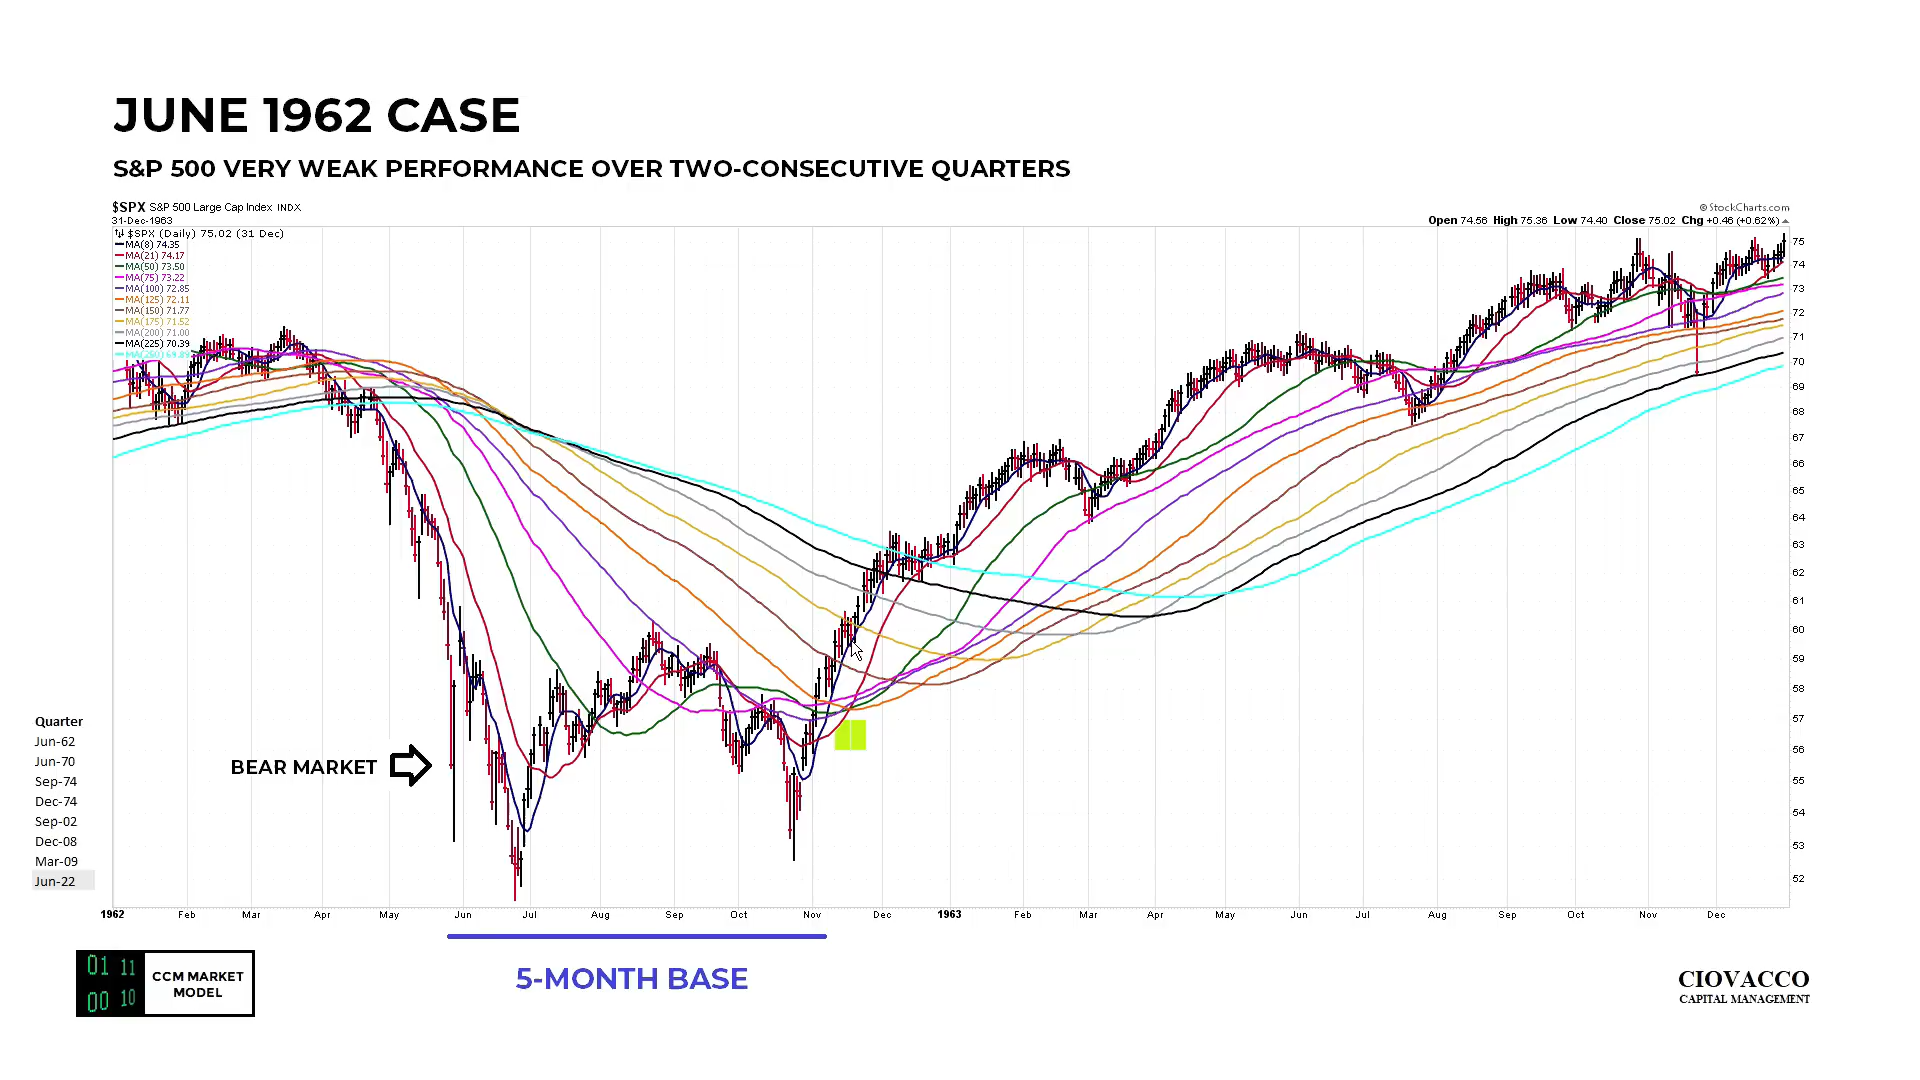 JUNE 1962 CASE
S&P 500 VERY WEAK PERFORMANCE OVER TWO-CONSECUTIVE QUARTERS
$SPX S&P 500 Large Cap Index INDX
© StockCharts.com
31-Dec-1963
Open 74.56 High 75.36 Low 74.40 Close 75.02 Chg +0.46 (+0.62%)
$SPX (Daily) 75.02 (31 Dec)
MA(8) 74.35
MA(21) 74.17
MA(50) 73.50
MA(75) 73.22
MA(100) 72.85
MA(125) 72.11
MA(150) 71.77
MA(175) 71.52
MA(200) 71.00
MA(225) 70.39
MA(250) 69.89
75
74
73
72
71
70
69
68
67
66
65
64
63
62
61
60
59
58
57
56
55
54
53
52
Quarter
Jun-62
Jun-70
Sep-74
Dec-74
Sep-02
Dec-08
Mar-09
Jun-22
BEAR MARKET
1962 Feb Mar Apr May Jun Jul Aug Sep Oct Nov Dec 1963 Feb Mar Apr May Jun Jul Aug Sep Oct Nov Dec
5-MONTH BASE
01 11
00 10
CCM MARKET
MODEL
CIOVACCO
CAPITAL MANAGEMENT